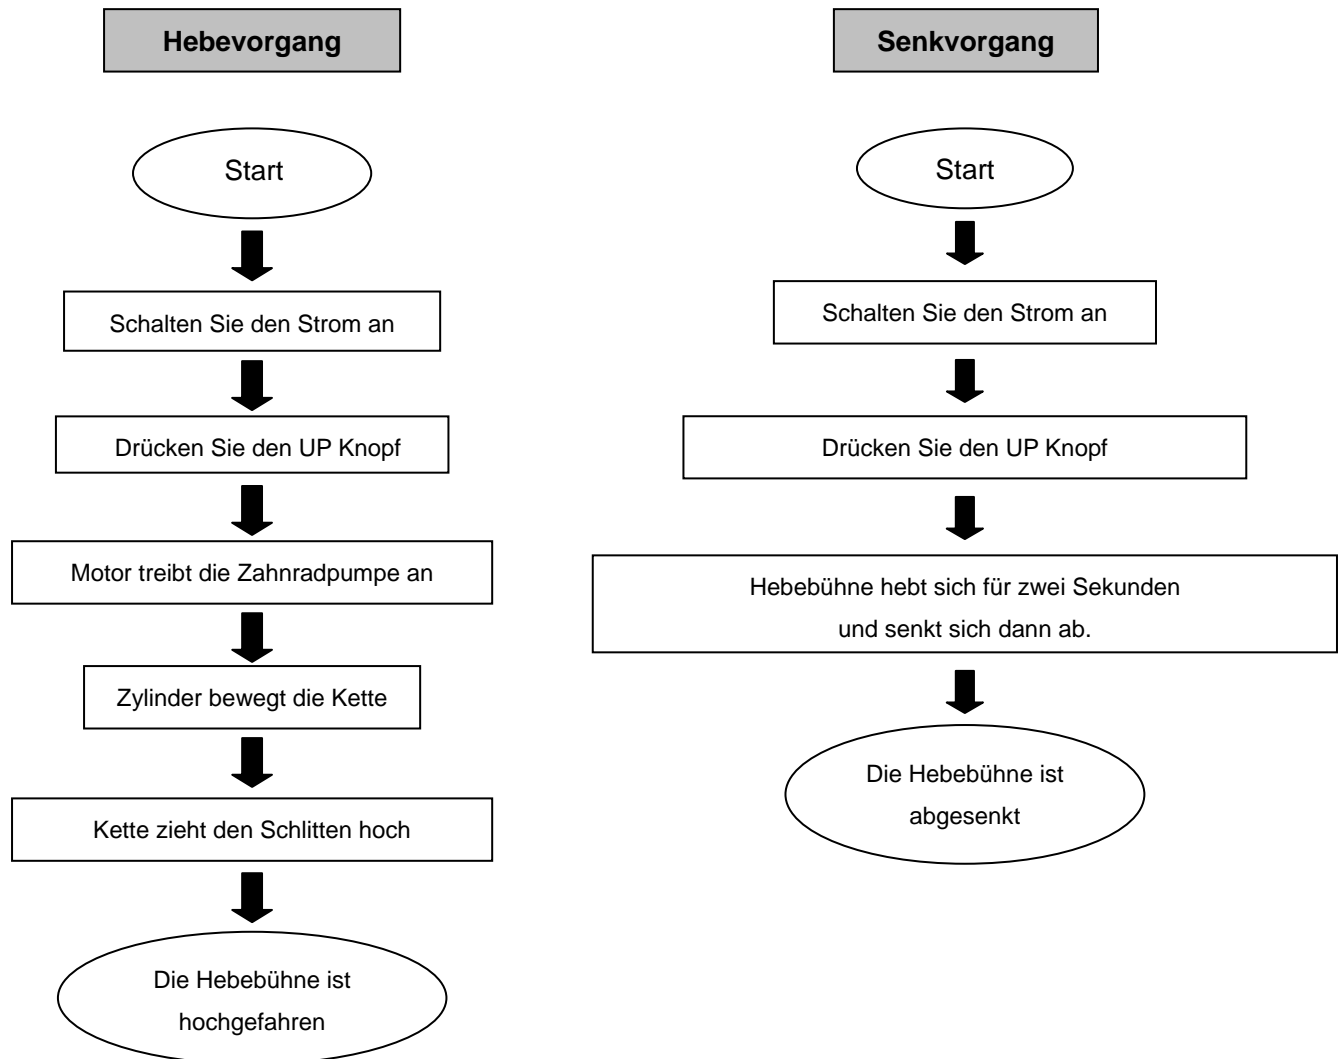 Hebevorgang
Start
Schalten Sie den Strom an
Drücken Sie den UP Knopf
Motor treibt die Zahnradpumpe an
Zylinder bewegt die Kette
Kette zieht den Schlitten hoch
Die Hebebühne ist
hochgefahren
Senkvorgang
Start
Schalten Sie den Strom an
Drücken Sie den UP Knopf
Hebebühne hebt sich für zwei Sekunden
und senkt sich dann ab.
Die Hebebühne ist
abgesenkt